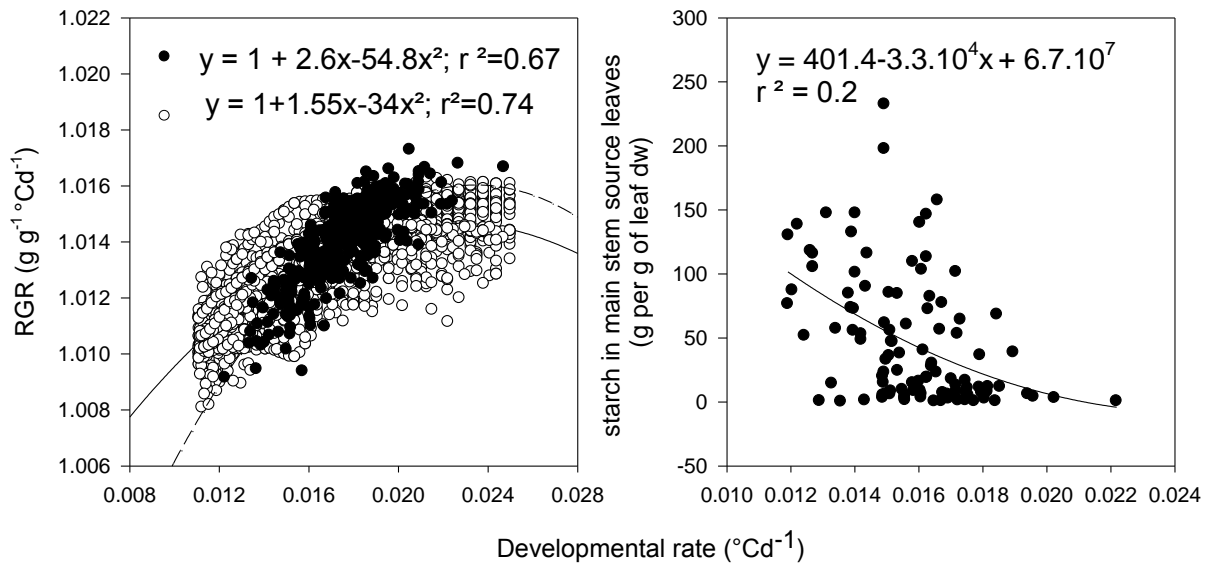 1.022
1.020
1.018
1.016
1.014
1.012
1.010
1.008
1.006
RGR (g g⁻¹ °Cd⁻¹)
y = 1 + 2.6x-54.8x²; r ²=0.67
y = 1+1.55x-34x²; r²=0.74
0.008 0.012 0.016 0.020 0.024 0.028
300
250
200
150
100
50
0
-50
starch in main stem source leaves
(g per g of leaf dw)
y = 401.4-3.3.10⁴x + 6.7.10⁷
r ² = 0.2
0.010 0.012 0.014 0.016 0.018 0.020 0.022 0.024
Developmental rate (°Cd⁻¹)